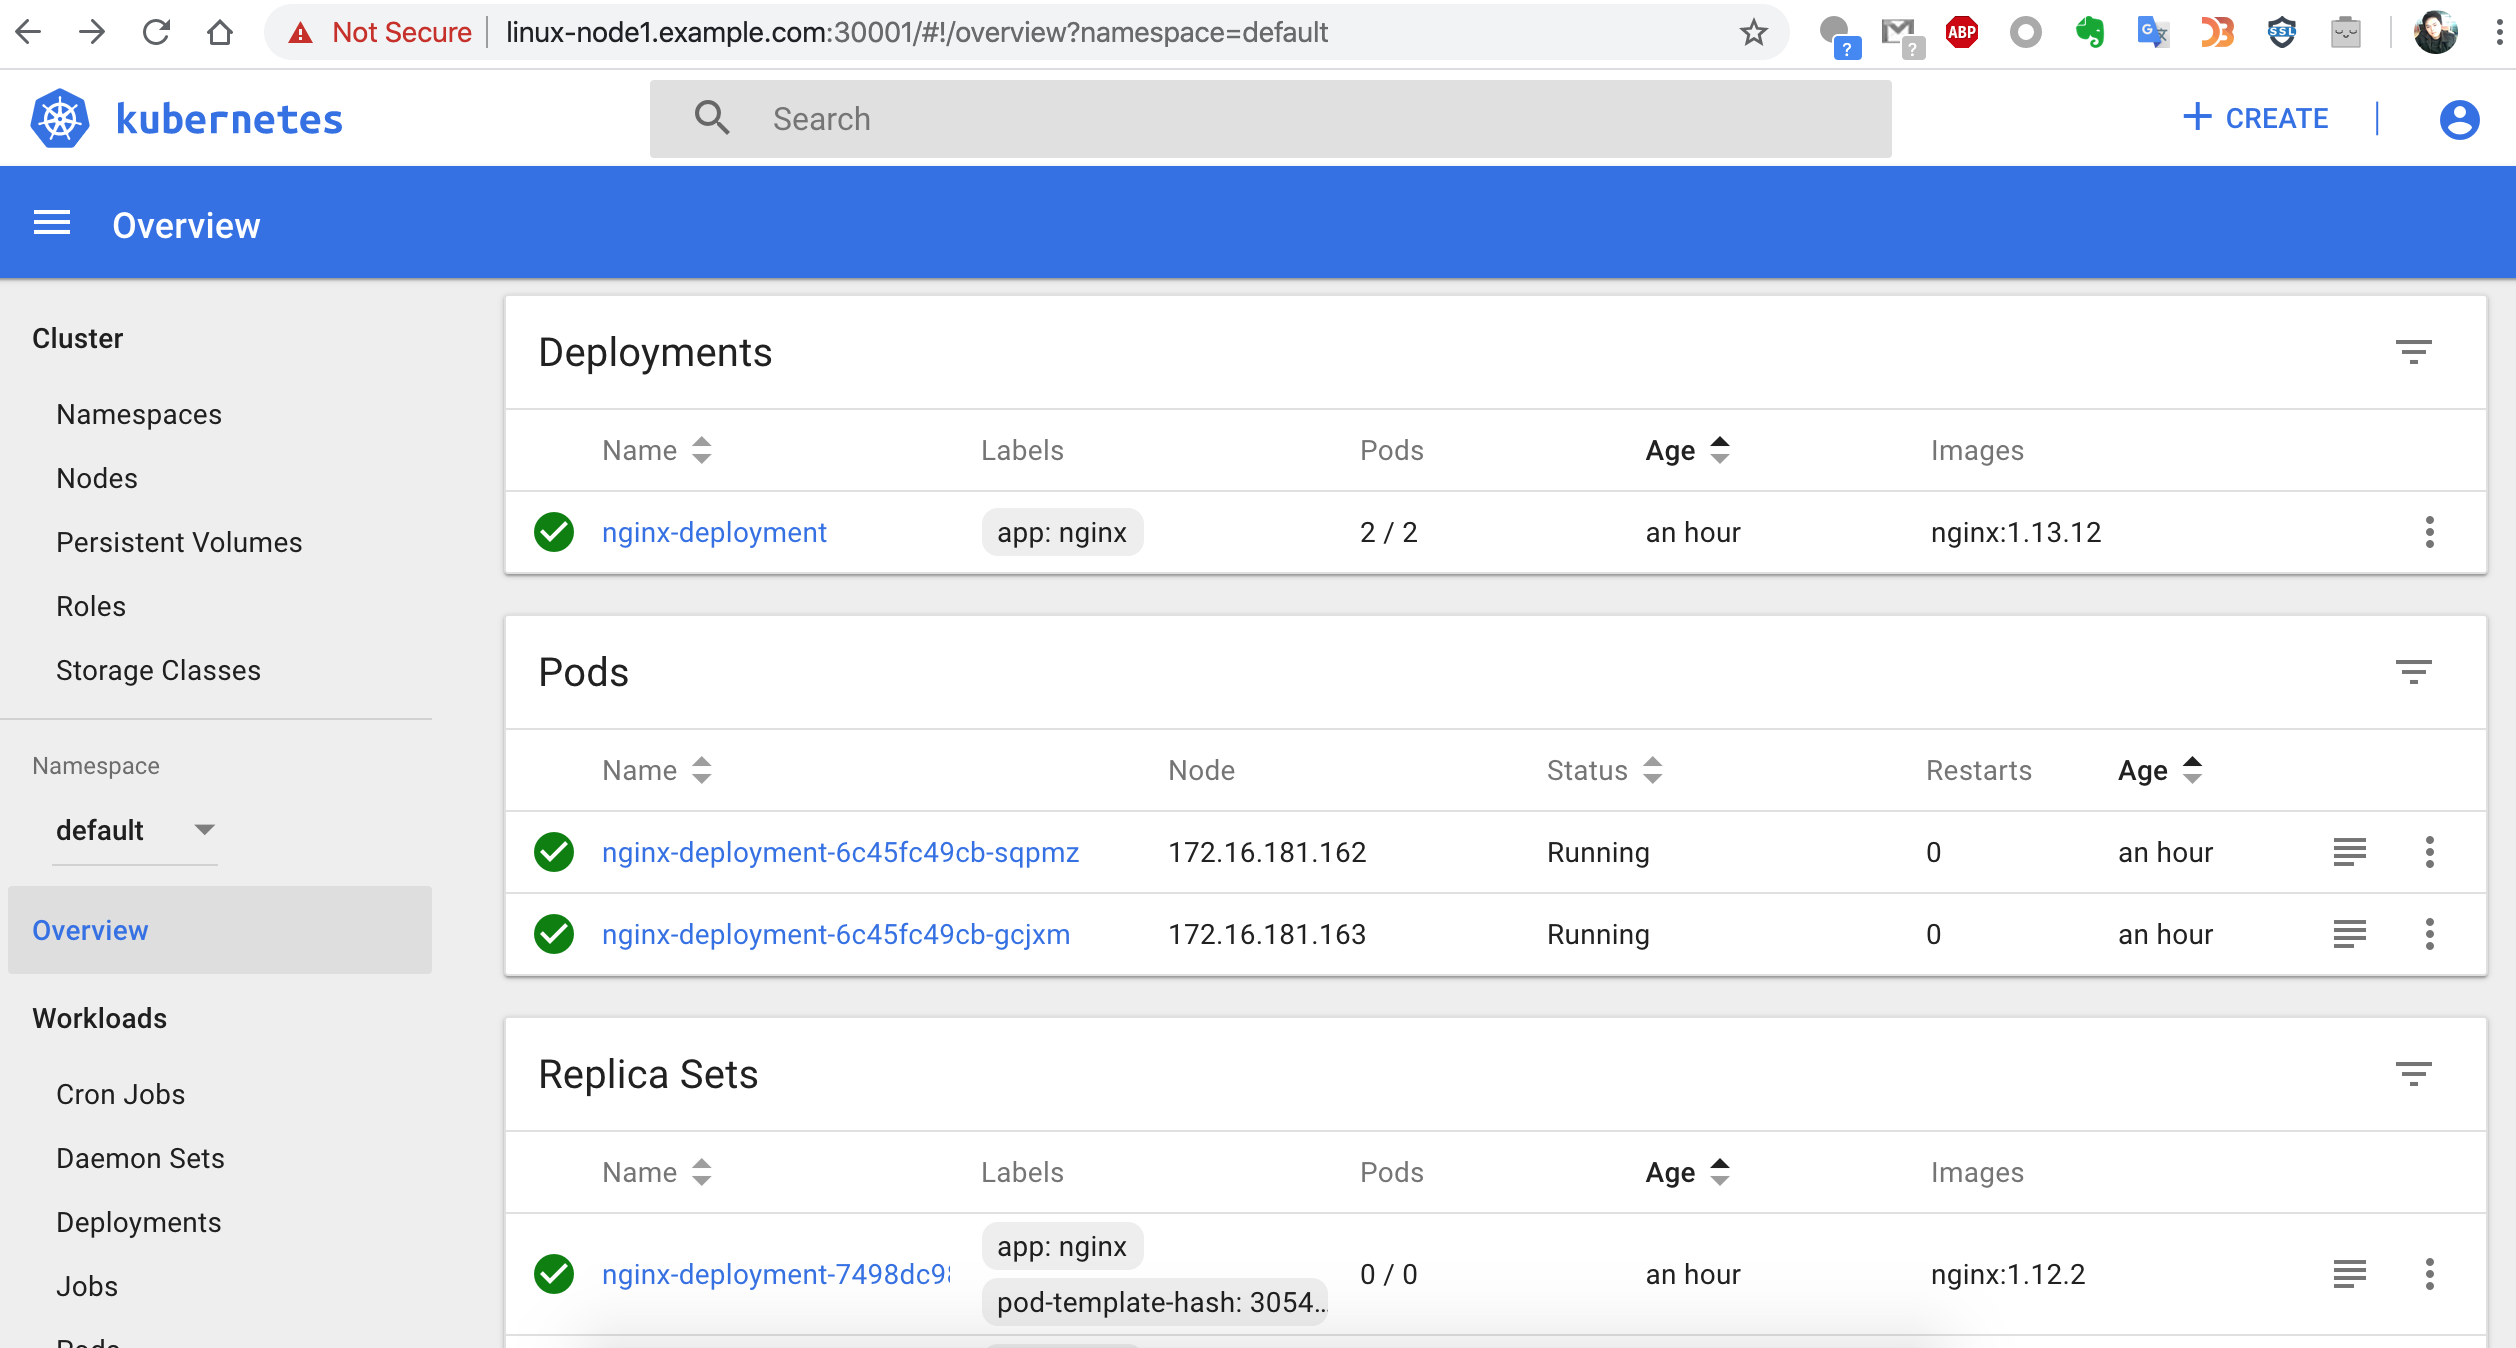 Not Secure linux-node1.example.com:30001/#!/overview?namespace=default ? ? ABP G SSL
kubernetes Search + CREATE
Overview
Cluster
Namespaces
Nodes
Persistent Volumes
Roles
Storage Classes
Namespace
default
Overview
Workloads
Cron Jobs
Daemon Sets
Deployments
Jobs
Pods
Deployments
Name Labels Pods Age Images
nginx-deployment app: nginx 2 / 2 an hour nginx:1.13.12
Pods
Name Node Status Restarts Age
nginx-deployment-6c45fc49cb-sqpmz 172.16.181.162 Running 0 an hour
nginx-deployment-6c45fc49cb-gcjxm 172.16.181.163 Running 0 an hour
Replica Sets
Name Labels Pods Age Images
app: nginx
nginx-deployment-7498dc98 0 / 0 an hour nginx:1.12.2
pod-template-hash: 3054...